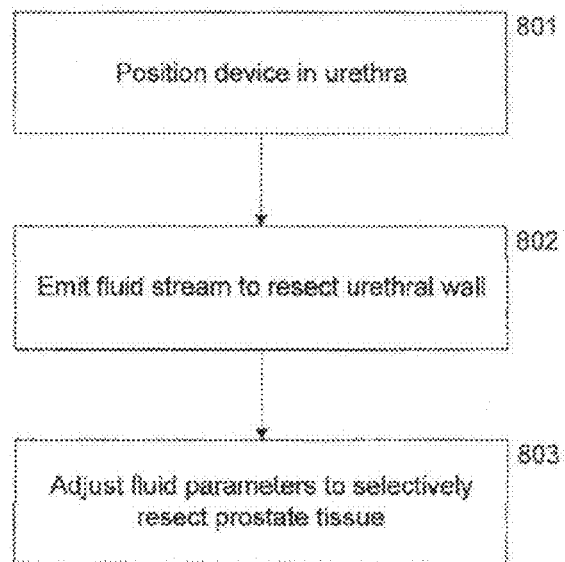 801
Position device in urethra
802
Emit fluid stream to resect urethral wall
803
Adjust fluid parameters to selectively
resect prostate tissue